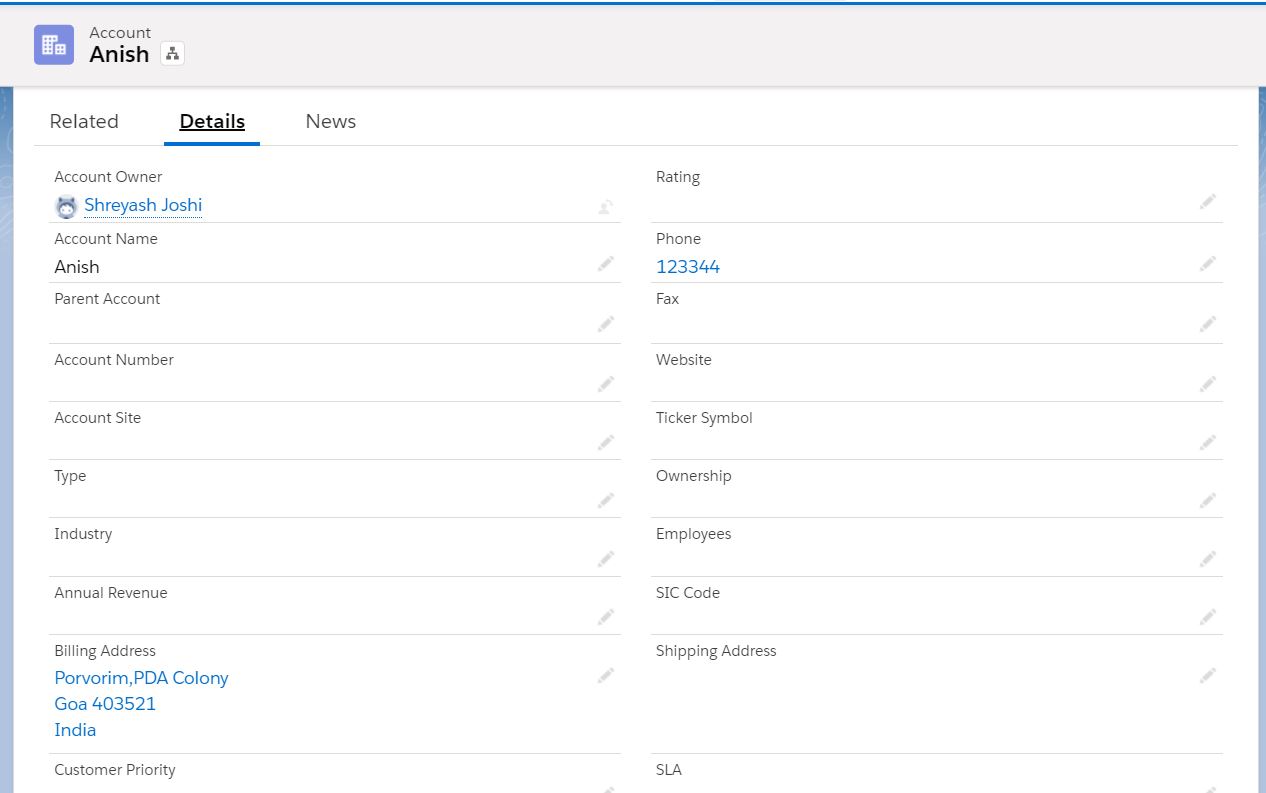 Account
Anish
Related
Details
News
Account Owner
Shreyash Joshi
Rating
Account Name
Anish
Phone
123344
Parent Account
Fax
Account Number
Website
Account Site
Ticker Symbol
Type
Ownership
Industry
Employees
Annual Revenue
SIC Code
Billing Address
Porvorim,PDA Colony
Goa 403521
India
Shipping Address
Customer Priority
SLA